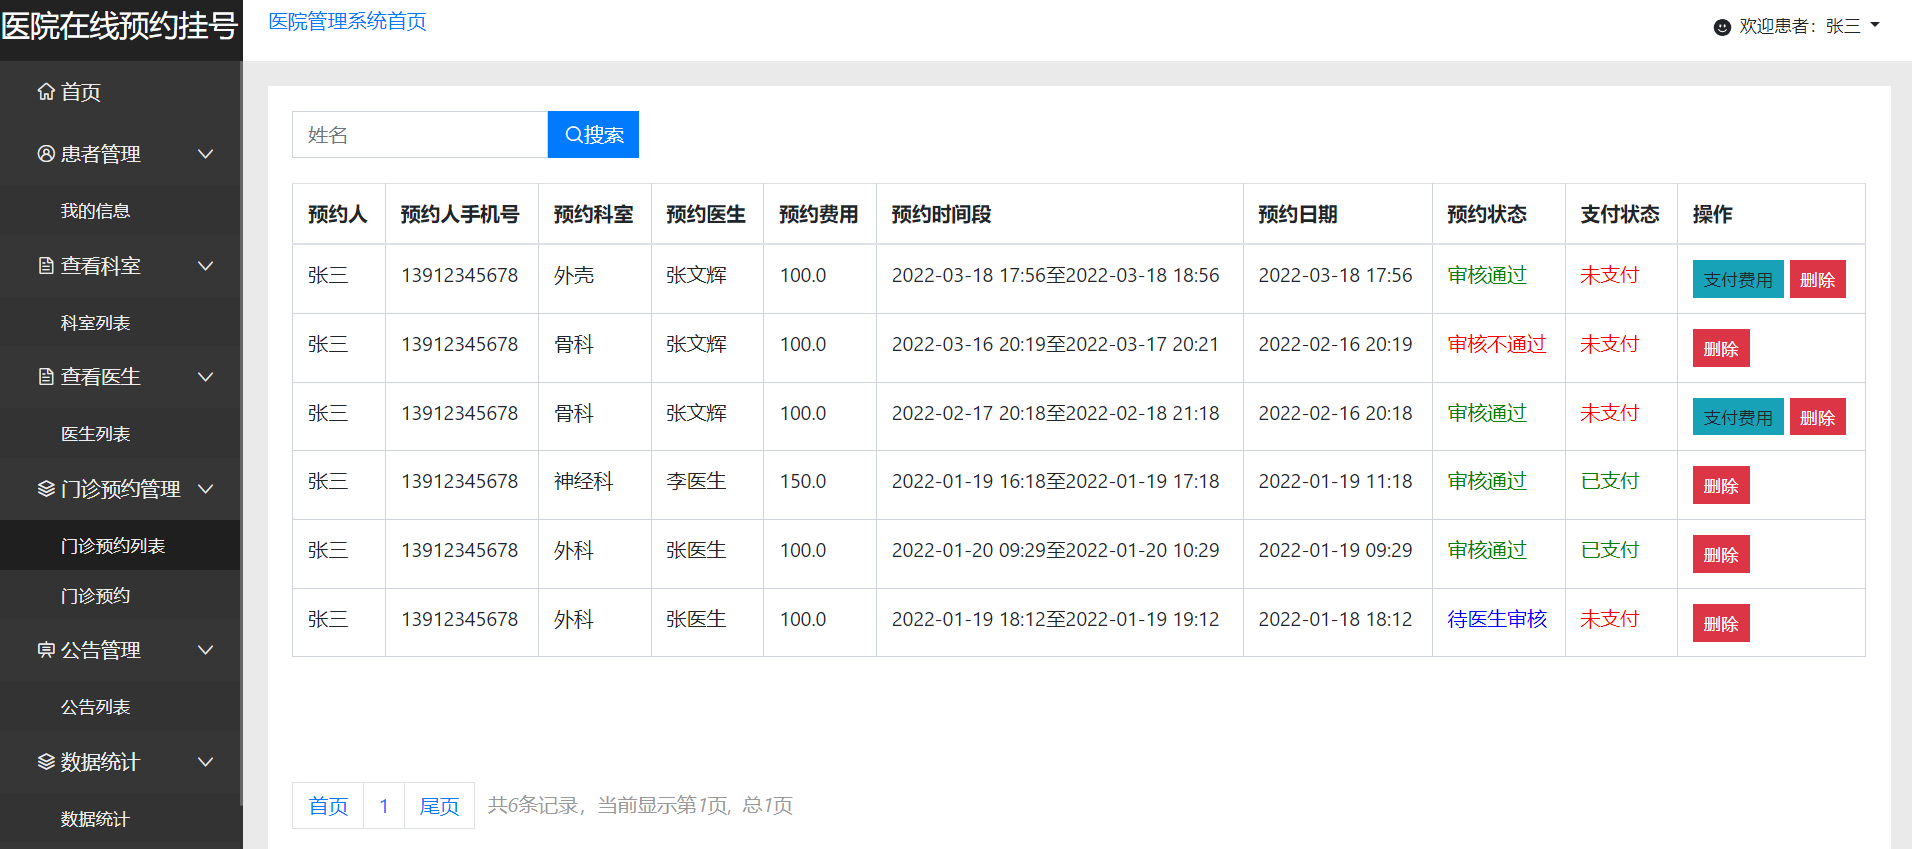 医院在线预约挂号
首页
患者管理
我的信息
查看科室
科室列表
查看医生
医生列表
门诊预约管理
门诊预约列表
门诊预约
公告管理
公告列表
数据统计
数据统计
医院管理系统首页
欢迎患者：张三
姓名 搜索
预约人 预约人手机号 预约科室 预约医生 预约费用 预约时间段 预约日期 预约状态 支付状态 操作
张三 13912345678 外壳 张文辉 100.0 2022-03-18 17:56至2022-03-18 18:56 2022-03-18 17:56 审核通过 未支付 支付费用 删除
张三 13912345678 骨科 张文辉 100.0 2022-03-16 20:19至2022-03-17 20:21 2022-02-16 20:19 审核不通过 未支付 删除
张三 13912345678 骨科 张文辉 100.0 2022-02-17 20:18至2022-02-18 21:18 2022-02-16 20:18 审核通过 未支付 支付费用 删除
张三 13912345678 神经科 李医生 150.0 2022-01-19 16:18至2022-01-19 17:18 2022-01-19 11:18 审核通过 已支付 删除
张三 13912345678 外科 张医生 100.0 2022-01-20 09:29至2022-01-20 10:29 2022-01-19 09:29 审核通过 已支付 删除
张三 13912345678 外科 张医生 100.0 2022-01-19 18:12至2022-01-19 19:12 2022-01-18 18:12 待医生审核 未支付 删除
首页 1 尾页 共6条记录，当前显示第1页, 总1页